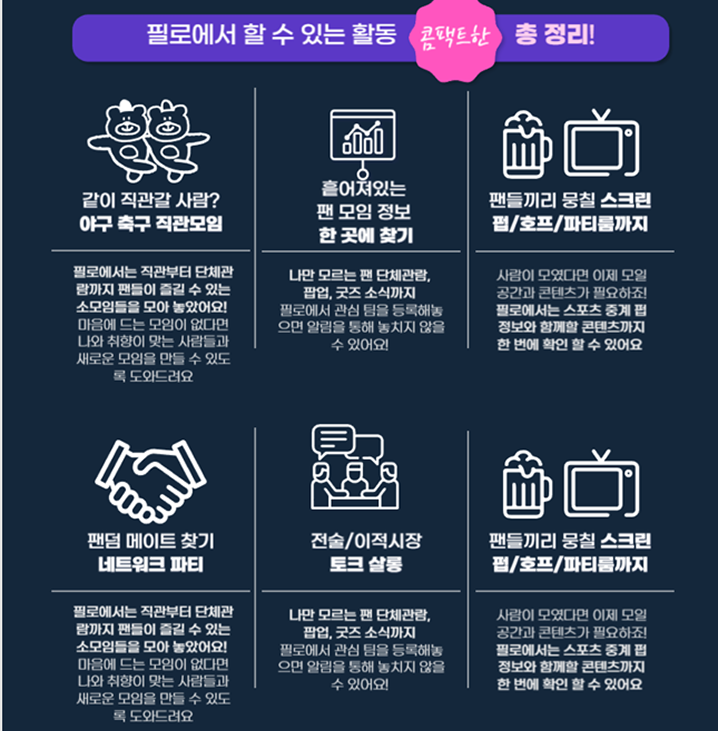 필로에서 할 수 있는 활동 콤팩트한 총 정리!
같이 직관갈 사람?
야구 축구 직관모임
필로에서는 직관부터 단체관
람까지 팬들이 즐길 수 있는
소모임들을 모아 놓았어요!
마음에 드는 모임이 없다면
나와 취향이 맞는 사람들과
새로운 모임을 만들 수 있도
록 도와드려요
흩어져있는
팬 모임 정보
한 곳에 찾기
나만 모르는 팬 단체관람,
팝업, 굿즈 소식까지
필로에서 관심 팀을 등록해놓
으면 알림을 통해 놓치지 않을
수 있어요!
팬들끼리 뭉칠 스크린
펍/호프/파티룸까지
사람이 모였다면 이제 모일
공간과 콘텐츠가 필요하죠!
필로에서는 스포츠 중계 펍
정보와 함께할 콘텐츠까지
한 번에 확인 할 수 있어요
팬덤 메이트 찾기
네트워크 파티
필로에서는 직관부터 단체관
람까지 팬들이 즐길 수 있는
소모임들을 모아 놓았어요!
마음에 드는 모임이 없다면
나와 취향이 맞는 사람들과
새로운 모임을 만들 수 있도
록 도와드려요
전술/이적시장
토크 살롱
나만 모르는 팬 단체관람,
팝업, 굿즈 소식까지
필로에서 관심 팀을 등록해놓
으면 알림을 통해 놓치지 않을
수 있어요!
팬들끼리 뭉칠 스크린
펍/호프/파티룸까지
사람이 모였다면 이제 모일
공간과 콘텐츠가 필요하죠!
필로에서는 스포츠 중계 펍
정보와 함께할 콘텐츠까지
한 번에 확인 할 수 있어요